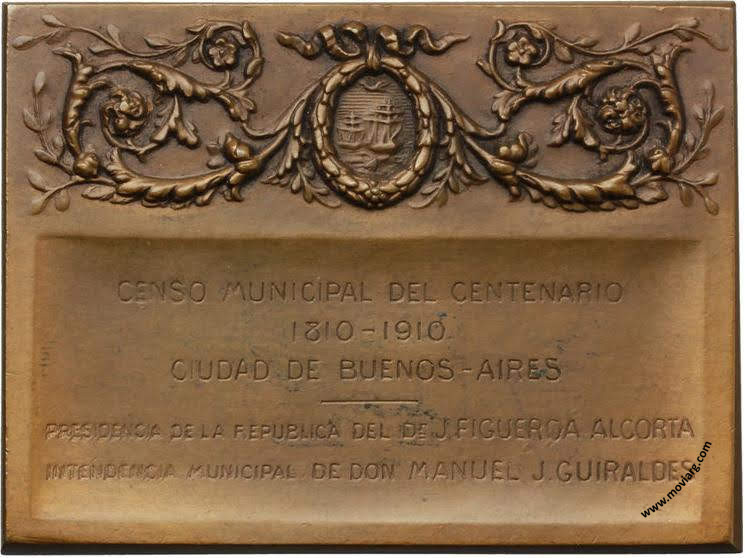 CENSO MUNICIPAL DEL CENTENARIO
1810-1910
CIUDAD DE BUENOS-AIRES
PRESIDENCIA DE LA REPUBLICA DEL DR J. FIGUEROA ALCORTA
INTENDENCIA MUNICIPAL DE DON MANUEL J. GUIRALDES
www.moviarg.com